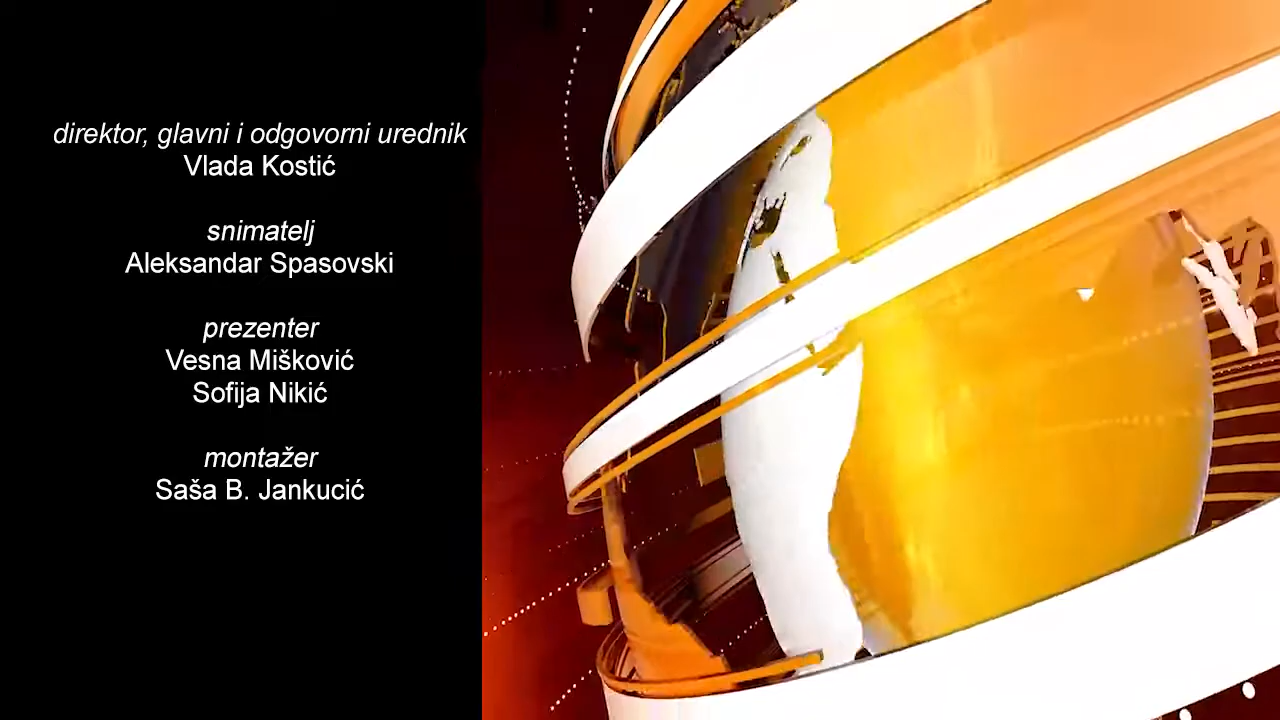 direktor, glavni i odgovorni urednik
Vlada Kostić
snimatelj
Aleksandar Spasovski
prezenter
Vesna Mišković
Sofija Nikić
montažer
Saša B. Jankucić